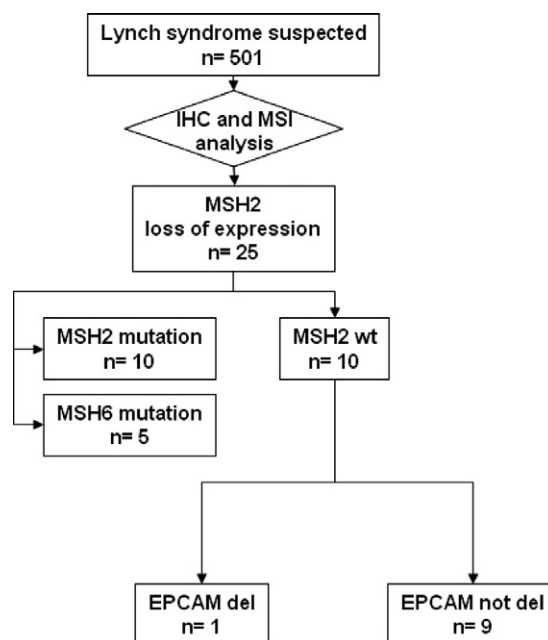 Lynch syndrome suspected
n= 501
IHC and MSI
analysis
MSH2
loss of expression
n= 25
MSH2 mutation
n= 10
MSH2 wt
n= 10
MSH6 mutation
n= 5
EPCAM del
n= 1
EPCAM not del
n= 9